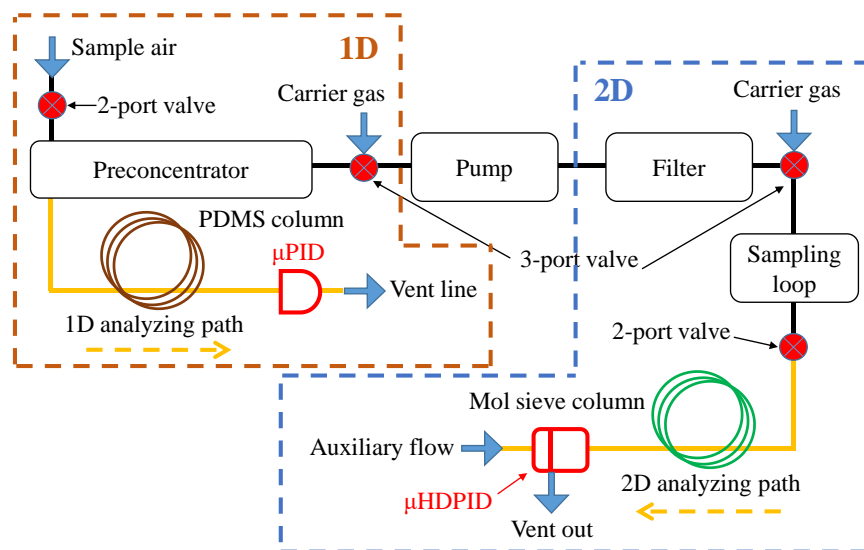 Sample air
1D
2-port valve
Carrier gas
2D
Carrier gas
Preconcentrator
Pump
Filter
PDMS column
μPID
3-port valve
Sampling
loop
Vent line
1D analyzing path
2-port valve
Mol sieve column
Auxiliary flow
μHDPID
2D analyzing path
Vent out